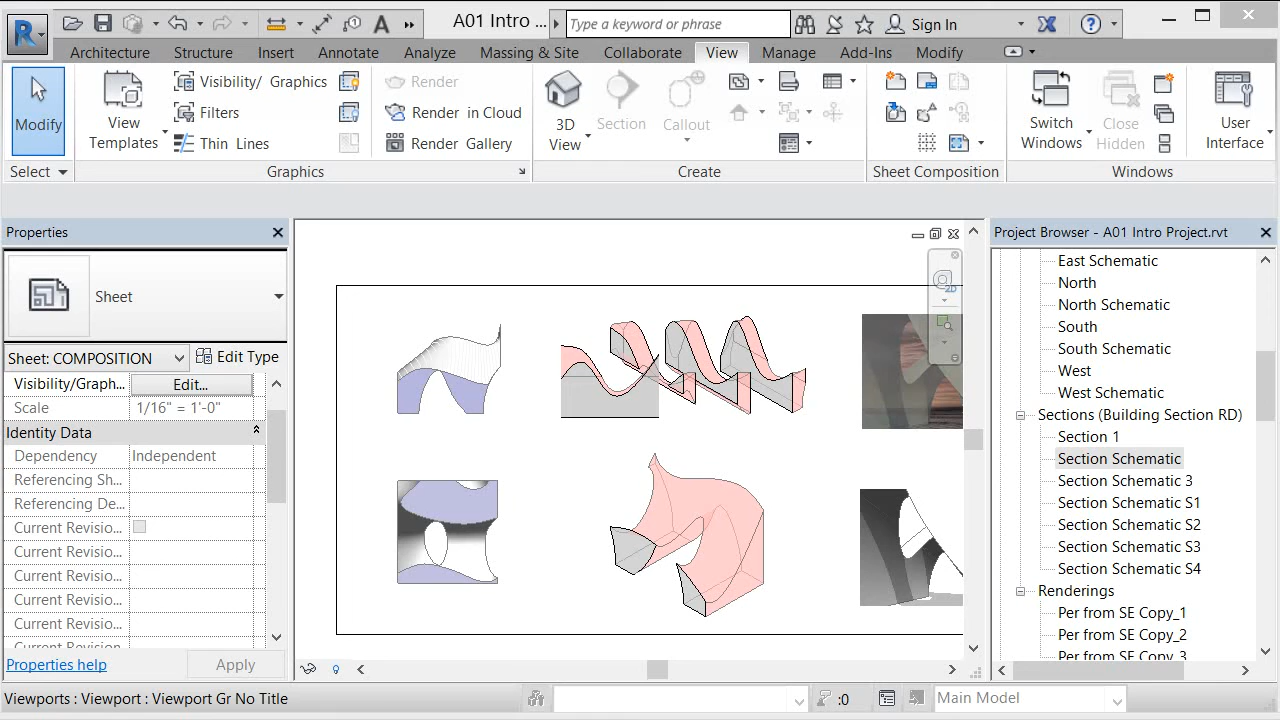 A01 Intro ...
Type a keyword or phrase
Sign In
Architecture Structure Insert Annotate Analyze Massing & Site Collaborate View Manage Add-Ins Modify
Modify
View
Templates
Visibility/ Graphics
Filters
Thin Lines
Render
Render in Cloud
Render Gallery
3D
View
Section
Callout
Switch
Windows
Close
Hidden
User
Interface
Select Graphics Create Sheet Composition Windows
Properties
Sheet
Sheet: COMPOSITION Edit Type
Visibility/Graph... Edit...
Scale 1/16" = 1'-0"
Identity Data
Dependency Independent
Referencing Sh...
Referencing De...
Current Revisio...
Current Revisio...
Current Revisio...
Current Revisio...
Current Revisio...
Current Revision
Properties help Apply
2D
Project Browser - A01 Intro Project.rvt
East Schematic
North
North Schematic
South
South Schematic
West
West Schematic
Sections (Building Section RD)
Section 1
Section Schematic
Section Schematic 3
Section Schematic S1
Section Schematic S2
Section Schematic S3
Section Schematic S4
Renderings
Per from SE Copy_1
Per from SE Copy_2
Per from SE Copy_3
Viewports : Viewport : Viewport Gr No Title
:0
Main Model